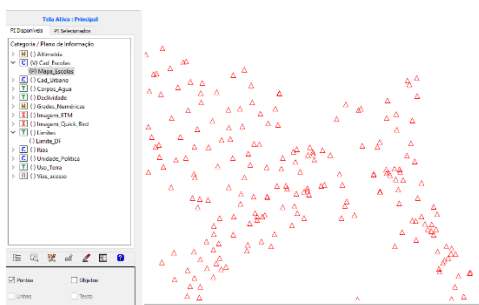 Tela Ativa : Principal
PI Disponíveis PI Selecionados
Categoria / Plano de Informação
M ( ) Altimetria
C (V) Cad_Escolas
(P) Mapa_Escolas
C ( ) Cad_Urbano
T ( ) Corpos_Agua
T ( ) Declividade
M ( ) Grades_Numericas
I ( ) Imagem_ETM
I ( ) Imagem_Quick_Bird
T ( ) Limites
( ) Limite_DF
C ( ) Rios
C ( ) Unidade_Politica
T ( ) Uso_Terra
R ( ) Vias_acesso
Pontos Objetos
Linhas Texto